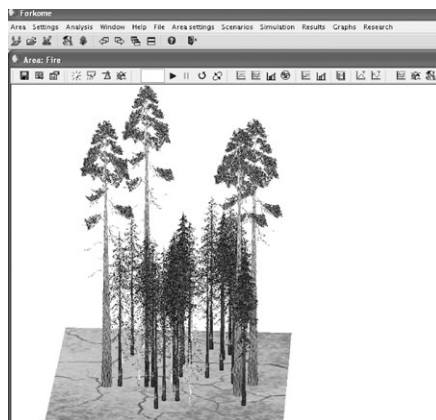 Forkome
Area Settings Analysis Window Help File Area settings Scenarios Simulation Results Graphs Research
Area: Fire